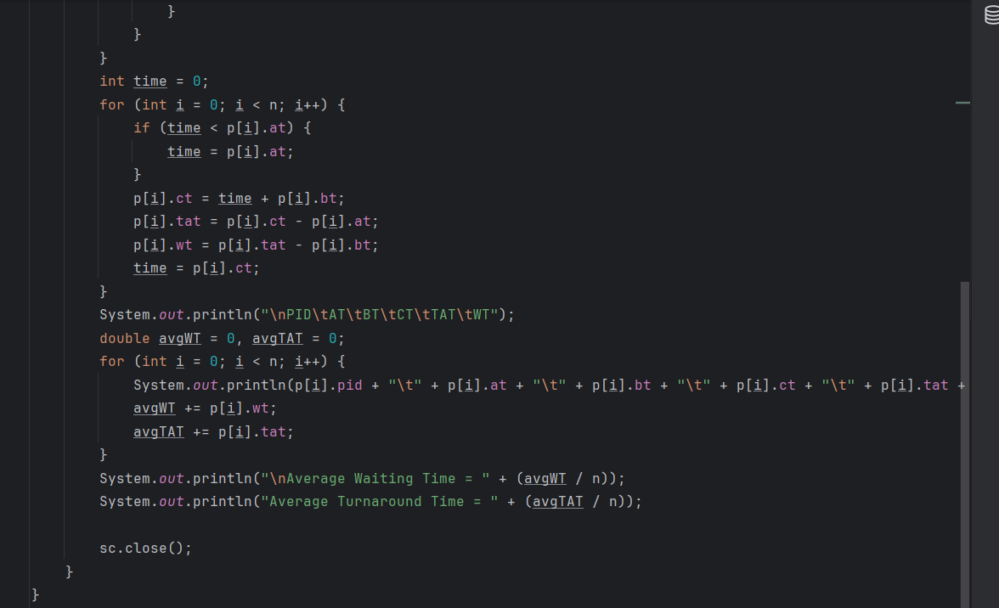 }
}
}
int time = 0;
for (int i = 0; i < n; i++) {
if (time < p[i].at) {
time = p[i].at;
}
p[i].ct = time + p[i].bt;
p[i].tat = p[i].ct - p[i].at;
p[i].wt = p[i].tat - p[i].bt;
time = p[i].ct;
}
System.out.println("\nPID\tAT\tBT\tCT\tTAT\tWT");
double avgWT = 0, avgTAT = 0;
for (int i = 0; i < n; i++) {
System.out.println(p[i].pid + "\t" + p[i].at + "\t" + p[i].bt + "\t" + p[i].ct + "\t" + p[i].tat +
avgWT += p[i].wt;
avgTAT += p[i].tat;
}
System.out.println("\nAverage Waiting Time = " + (avgWT / n));
System.out.println("Average Turnaround Time = " + (avgTAT / n));
sc.close();
}
}